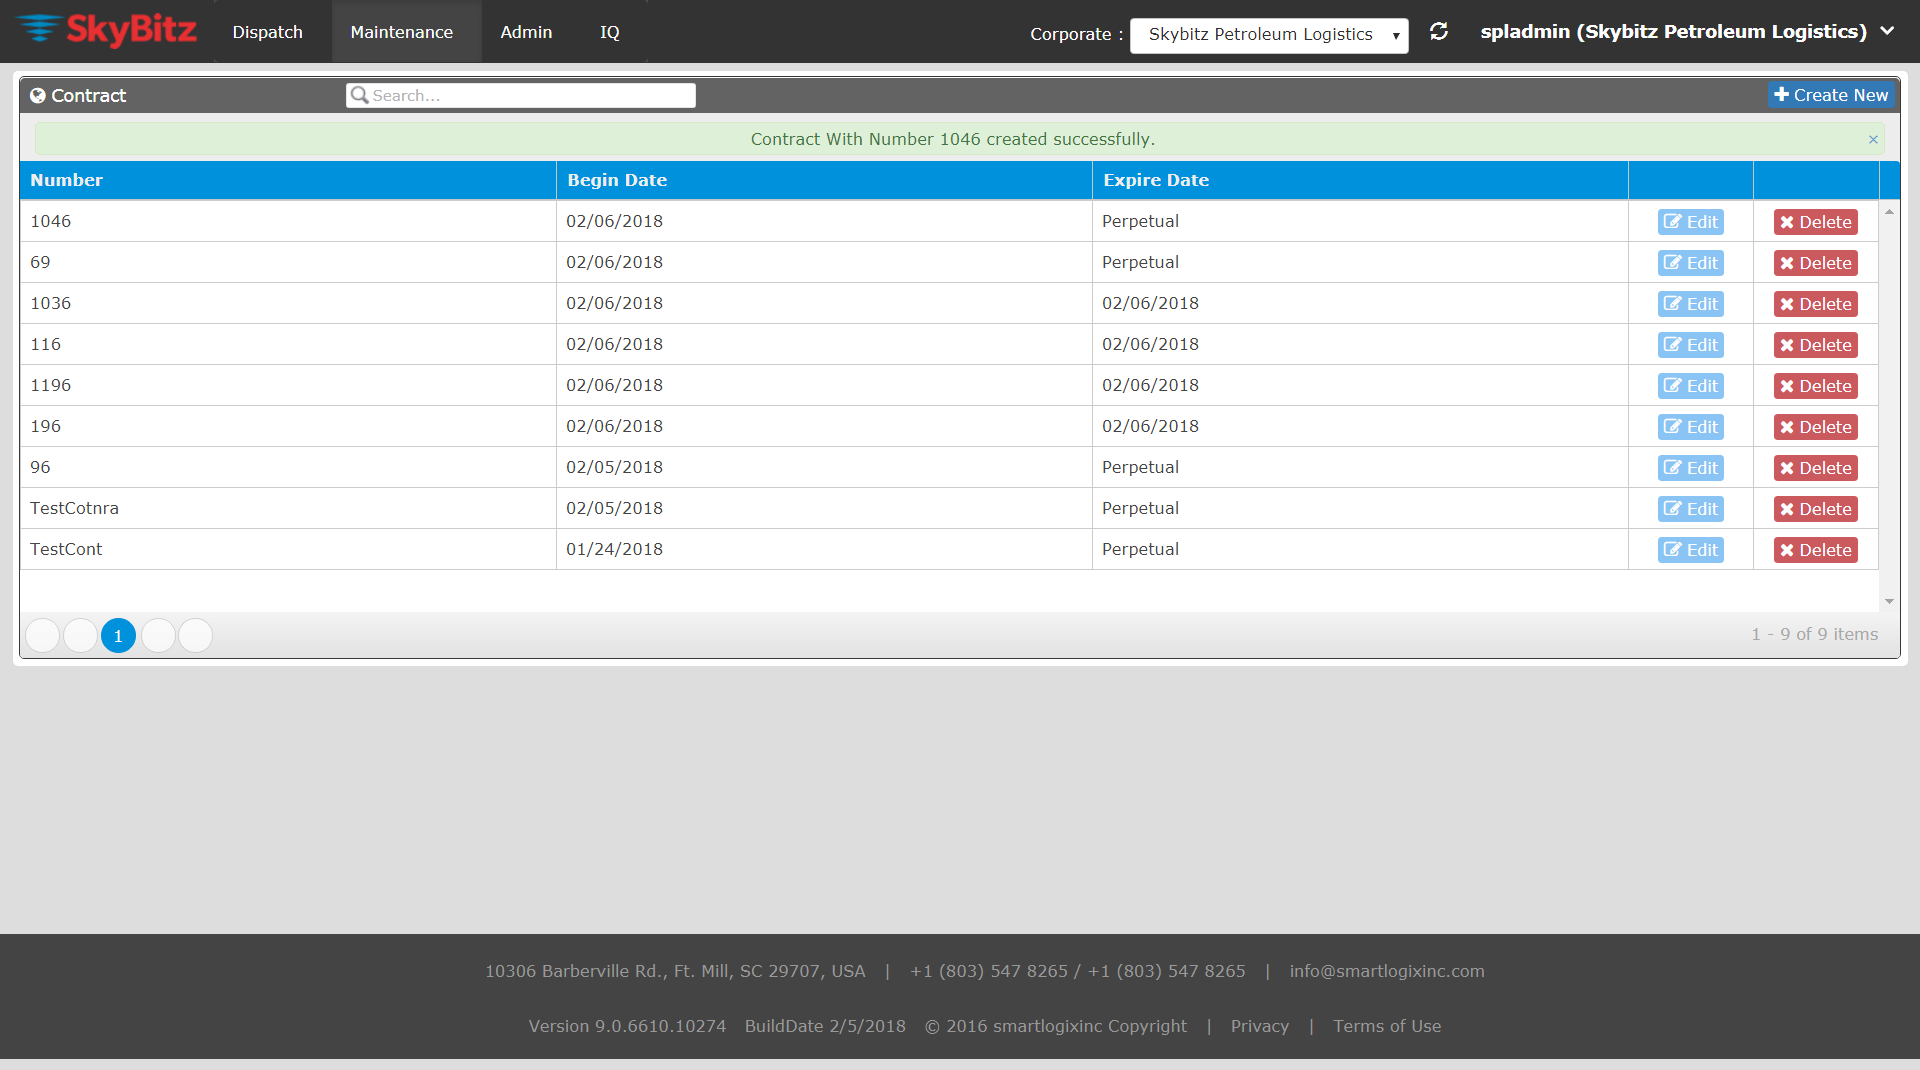 SkyBitz Dispatch Maintenance Admin IQ Corporate : Skybitz Petroleum Logistics spladmin (Skybitz Petroleum Logistics)
Contract Search... Create New
Contract With Number 1046 created successfully. ×
Number Begin Date Expire Date
1046 02/06/2018 Perpetual Edit Delete
69 02/06/2018 Perpetual Edit Delete
1036 02/06/2018 02/06/2018 Edit Delete
116 02/06/2018 02/06/2018 Edit Delete
1196 02/06/2018 02/06/2018 Edit Delete
196 02/06/2018 02/06/2018 Edit Delete
96 02/05/2018 Perpetual Edit Delete
TestCotnra 02/05/2018 Perpetual Edit Delete
TestCont 01/24/2018 Perpetual Edit Delete
1 1 - 9 of 9 items
10306 Barberville Rd., Ft. Mill, SC 29707, USA | +1 (803) 547 8265 / +1 (803) 547 8265 | info@smartlogixinc.com
Version 9.0.6610.10274 BuildDate 2/5/2018 © 2016 smartlogixinc Copyright | Privacy | Terms of Use